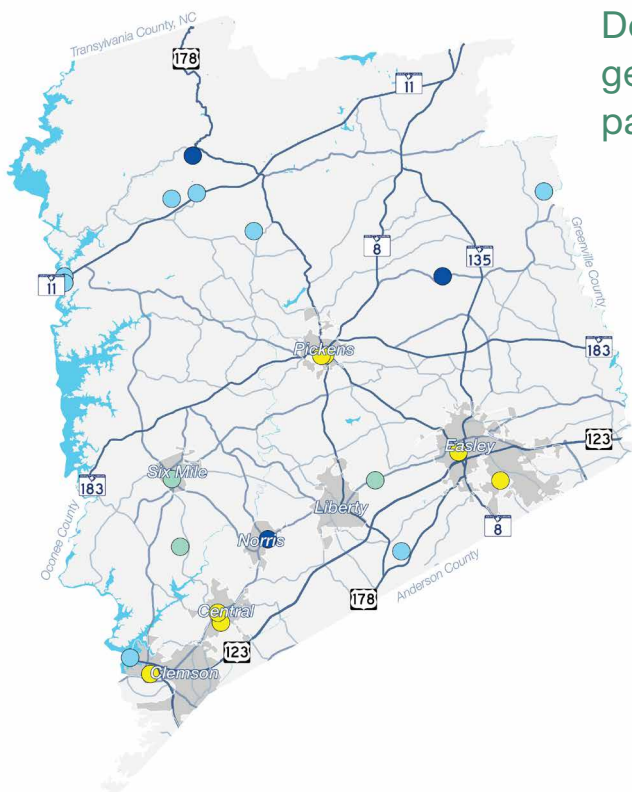 Transylvania County, NC
178
11
8
135
Greenville County
11
Pickens
183
Easley
123
Six Mile
183
Liberty
8
Oconee County
Norris
Anderson County
178
Central
123
Clemson